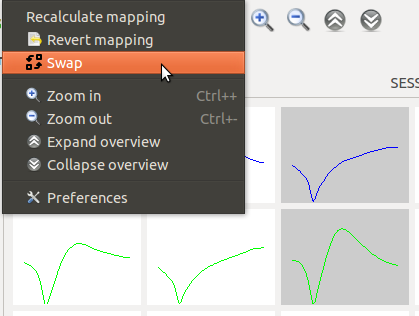 Recalculate mapping
Revert mapping
Swap
Zoom in Ctrl++
Zoom out Ctrl+-
Expand overview
Collapse overview
Preferences
SESS